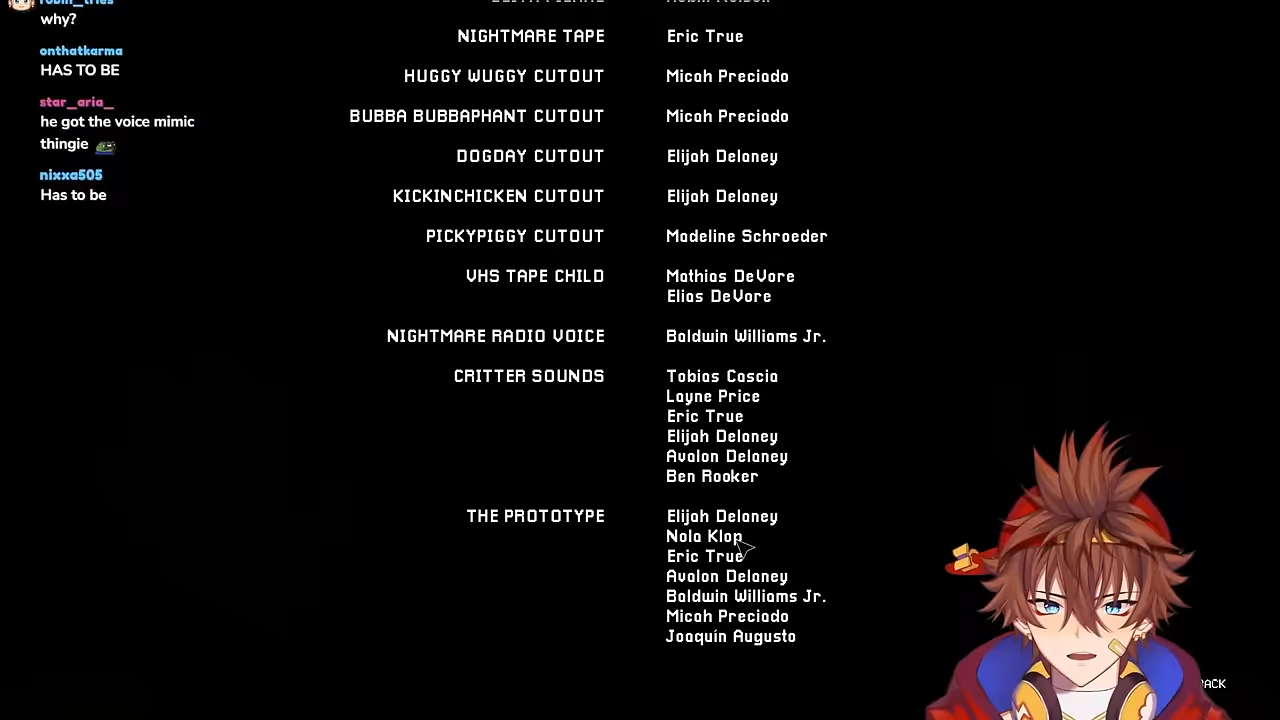 robin_tries
why?
onthatkarma
HAS TO BE
star_aria_
he got the voice mimic
thingie
nixxa505
Has to be
NIGHTMARE TAPE Eric True
HUGGY WUGGY CUTOUT Micah Preciado
BUBBA BUBBAPHANT CUTOUT Micah Preciado
DOGDAY CUTOUT Elijah Delaney
KICKINCHICKEN CUTOUT Elijah Delaney
PICKYPIGGY CUTOUT Madeline Schroeder
VHS TAPE CHILD Mathias DeVore
Elias DeVore
NIGHTMARE RADIO VOICE Baldwin Williams Jr.
CRITTER SOUNDS Tobias Cascia
Layne Price
Eric True
Elijah Delaney
Avalon Delaney
Ben Rooker
THE PROTOTYPE Elijah Delaney
Nola Klop
Eric True
Avalon Delaney
Baldwin Williams Jr.
Micah Preciado
Joaquín Augusto